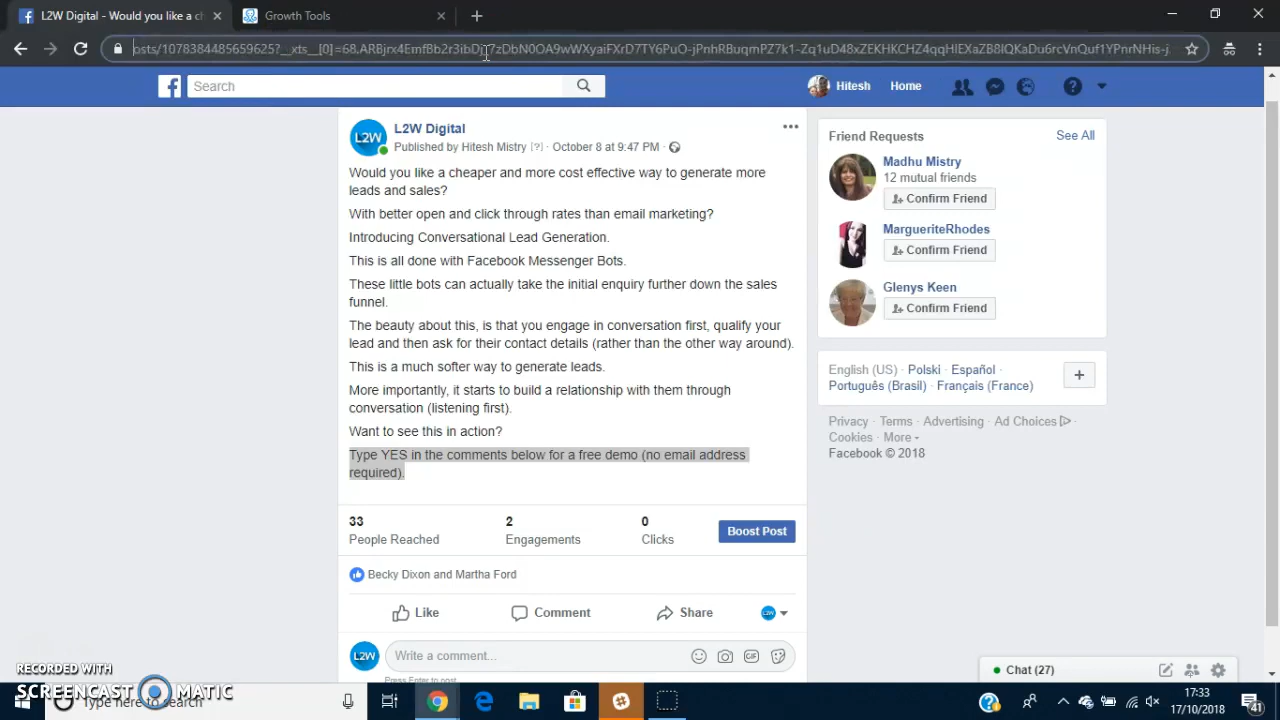 L2W Digital - Would you like a ch
Growth Tools
Search
Hitesh
Home
L2W
L2W Digital
Published by Hitesh Mistry [?] · October 8 at 9:47 PM ·
Would you like a cheaper and more cost effective way to generate more
leads and sales?
With better open and click through rates than email marketing?
Introducing Conversational Lead Generation.
This is all done with Facebook Messenger Bots.
These little bots can actually take the initial enquiry further down the sales
funnel.
The beauty about this, is that you engage in conversation first, qualify your
lead and then ask for their contact details (rather than the other way around).
This is a much softer way to generate leads.
More importantly, it starts to build a relationship with them through
conversation (listening first).
Want to see this in action?
Type YES in the comments below for a free demo (no email address
required).
33
2
0
People Reached
Engagements
Clicks
Boost Post
Becky Dixon and Martha Ford
Like
Comment
Share
L2W
L2W
Write a comment...
GIF
Press Enter to post.
Friend Requests
See All
Madhu Mistry
12 mutual friends
Confirm Friend
MargueriteRhodes
Confirm Friend
Glenys Keen
Confirm Friend
English (US) · Polski · Español ·
Português (Brasil) · Français (France)
Privacy · Terms · Advertising · Ad Choices ·
Cookies · More
Facebook © 2018
Chat (27)
RECORDED WITH
SCREENCAST MATIC
Type here to search
17:33
17/10/2018
41